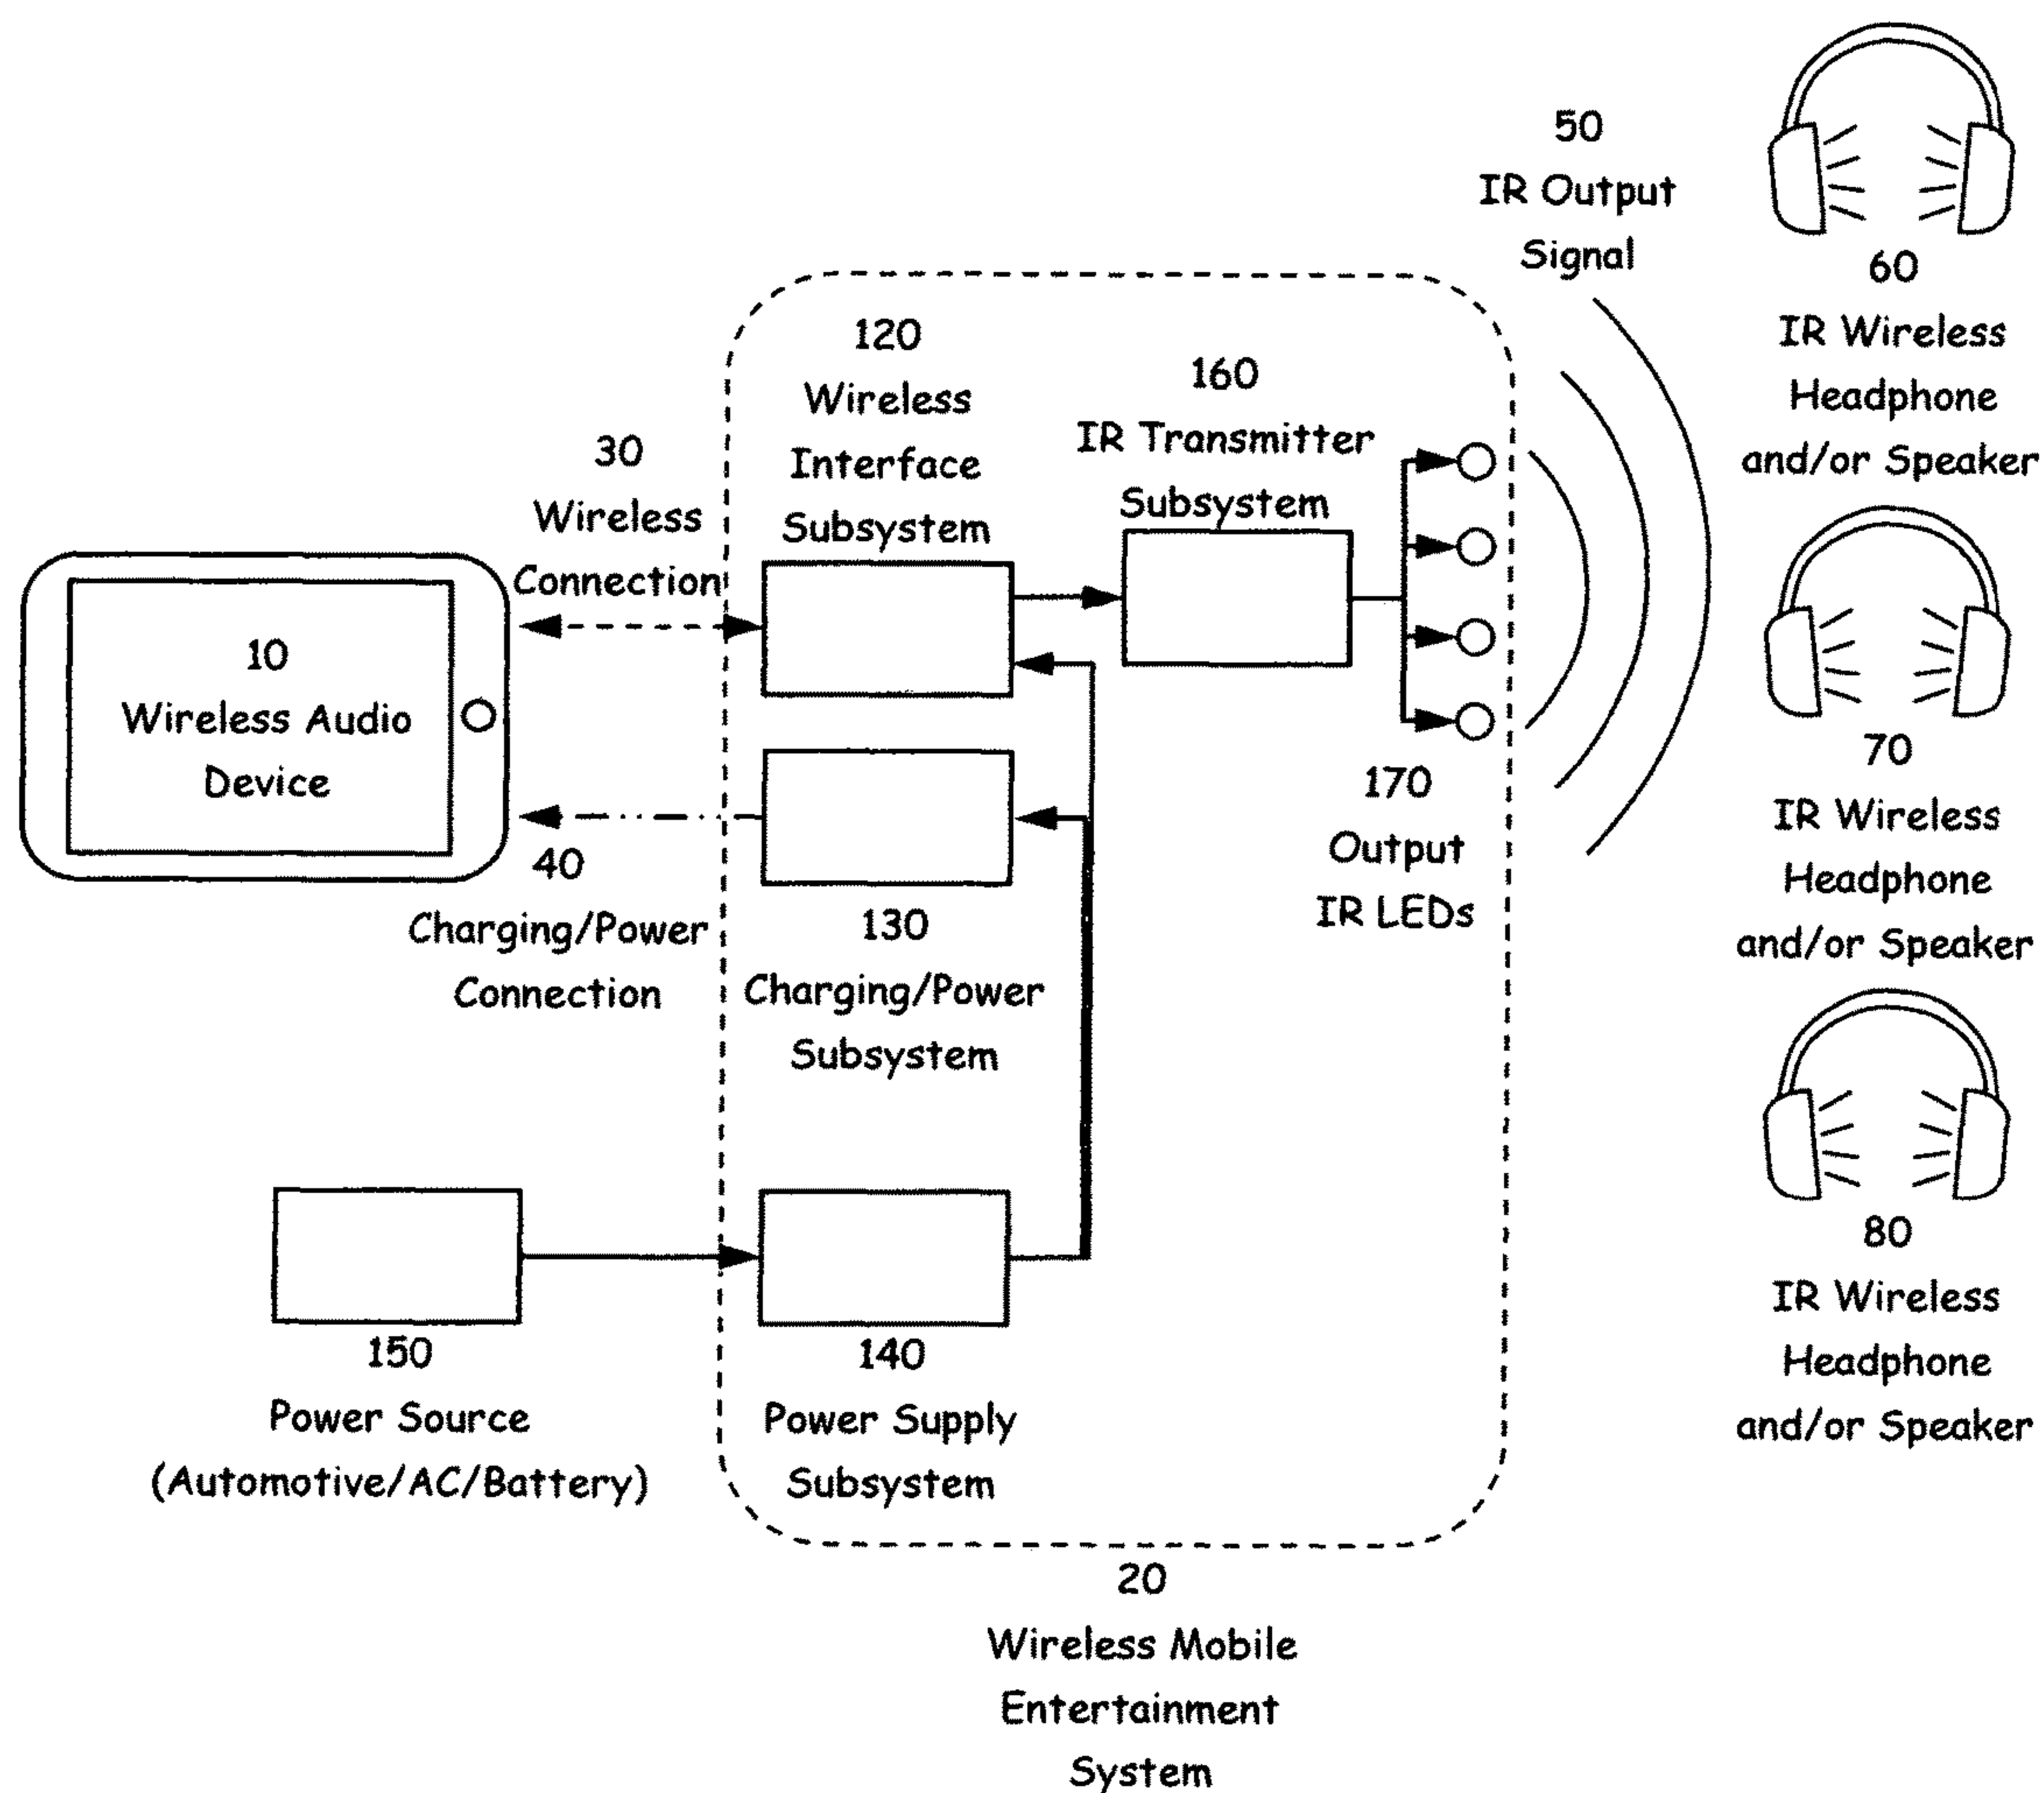 50
IR Output
Signal
60
IR Wireless
Headphone
and/or Speaker
120
Wireless
Interface
Subsystem
160
IR Transmitter
Subsystem
30
Wireless
Connection
10
Wireless Audio
Device
40
Charging/Power
Connection
130
Charging/Power
Subsystem
170
Output
IR LEDs
70
IR Wireless
Headphone
and/or Speaker
80
IR Wireless
Headphone
and/or Speaker
150
Power Source
(Automotive/AC/Battery)
140
Power Supply
Subsystem
20
Wireless Mobile
Entertainment
System